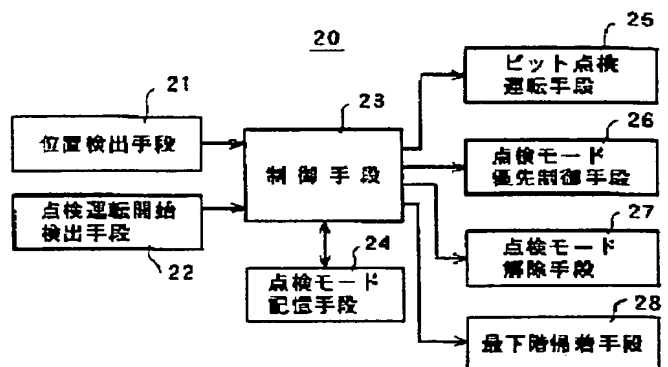 20
21
位置検出手段
点検運転開始
検出手段
22
23
制御手段
24
点検モード
記憶手段
25
ピット点検
運転手段
26
点検モード
優先制御手段
27
点検モード
解除手段
28
最下階帰着手段